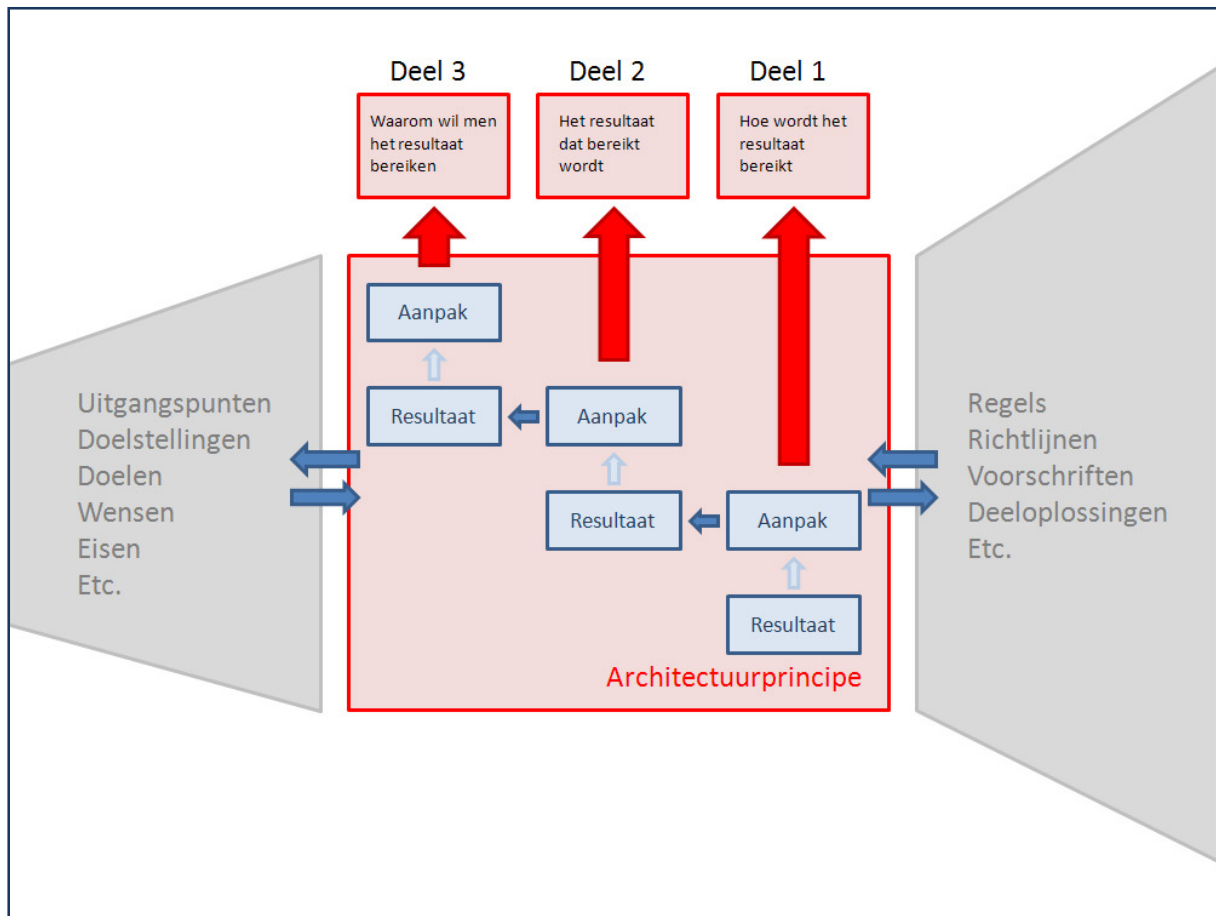 Deel 3
Deel 2
Deel 1
Waarom wil men
het resultaat
bereiken
Het resultaat
dat bereikt
wordt
Hoe wordt het
resultaat
bereikt
Aanpak
Resultaat
Aanpak
Resultaat
Aanpak
Resultaat
Architectuurprincipe
Uitgangspunten
Doelstellingen
Doelen
Wensen
Eisen
Etc.
Regels
Richtlijnen
Voorschriften
Deeloplossingen
Etc.